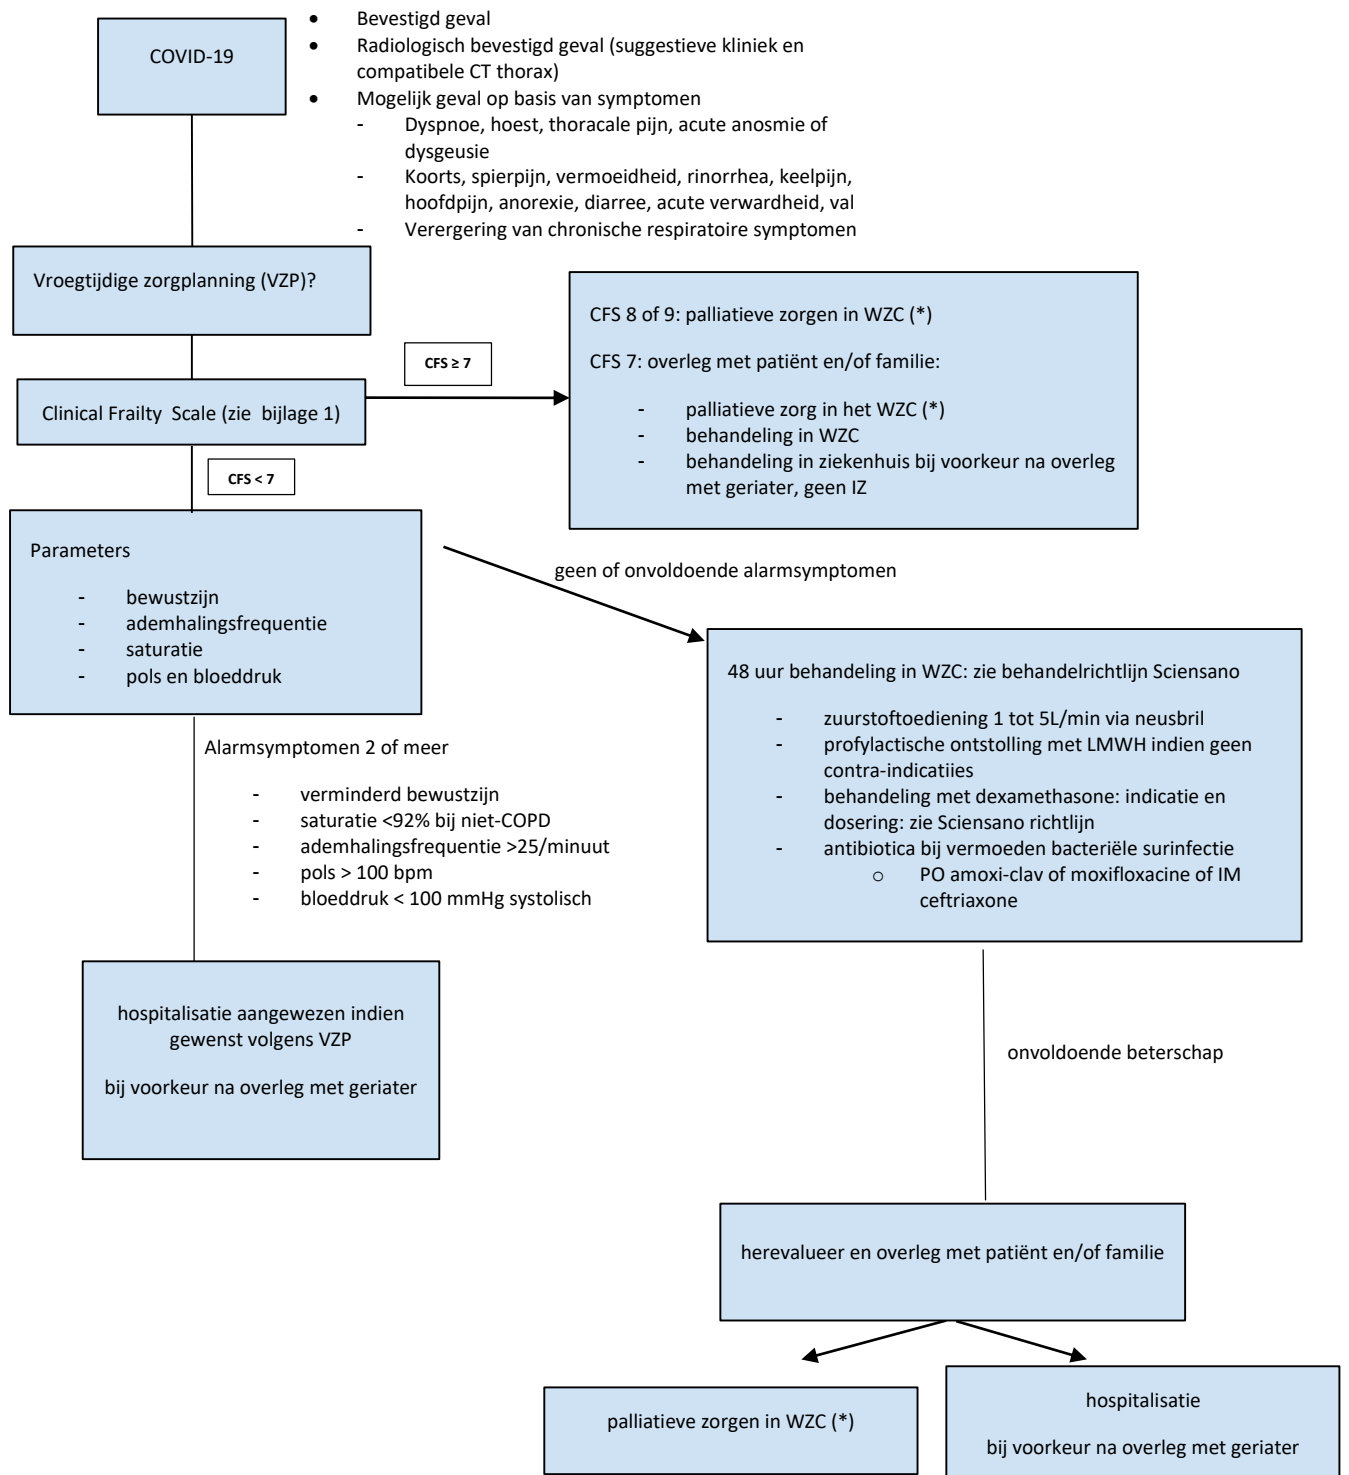 COVID-19
• Bevestigd geval
• Radiologisch bevestigd geval (suggestieve kliniek en
compatibele CT thorax)
• Mogelijk geval op basis van symptomen
- Dyspnoe, hoest, thoracale pijn, acute anosmie of
dysgeusie
- Koorts, spierpijn, vermoeidheid, rinorrhea, keelpijn,
hoofdpijn, anorexie, diarree, acute verwardheid, val
- Verergering van chronische respiratoire symptomen
Vroegtijdige zorgplanning (VZP)?
Clinical Frailty Scale (zie bijlage 1)
CFS ≥ 7
CFS 8 of 9: palliatieve zorgen in WZC (*)
CFS 7: overleg met patiënt en/of familie:
- palliatieve zorg in het WZC (*)
- behandeling in WZC
- behandeling in ziekenhuis bij voorkeur na overleg
met geriater, geen IZ
CFS < 7
Parameters
- bewustzijn
- ademhalingsfrequentie
- saturatie
- pols en bloeddruk
geen of onvoldoende alarmsymptomen
48 uur behandeling in WZC: zie behandelrichtlijn Sciensano
- zuurstoftoediening 1 tot 5L/min via neusbril
- profylactische ontstolling met LMWH indien geen
contra-indicatiies
- behandeling met dexamethasone: indicatie en
dosering: zie Sciensano richtlijn
- antibiotica bij vermoeden bacteriële surinfectie
o PO amoxi-clav of moxifloxacine of IM
ceftriaxone
Alarmsymptomen 2 of meer
- verminderd bewustzijn
- saturatie <92% bij niet-COPD
- ademhalingsfrequentie >25/minuut
- pols > 100 bpm
- bloeddruk < 100 mmHg systolisch
hospitalisatie aangewezen indien
gewenst volgens VZP
bij voorkeur na overleg met geriater
onvoldoende beterschap
herevalueer en overleg met patiënt en/of familie
palliatieve zorgen in WZC (*)
hospitalisatie
bij voorkeur na overleg met geriater